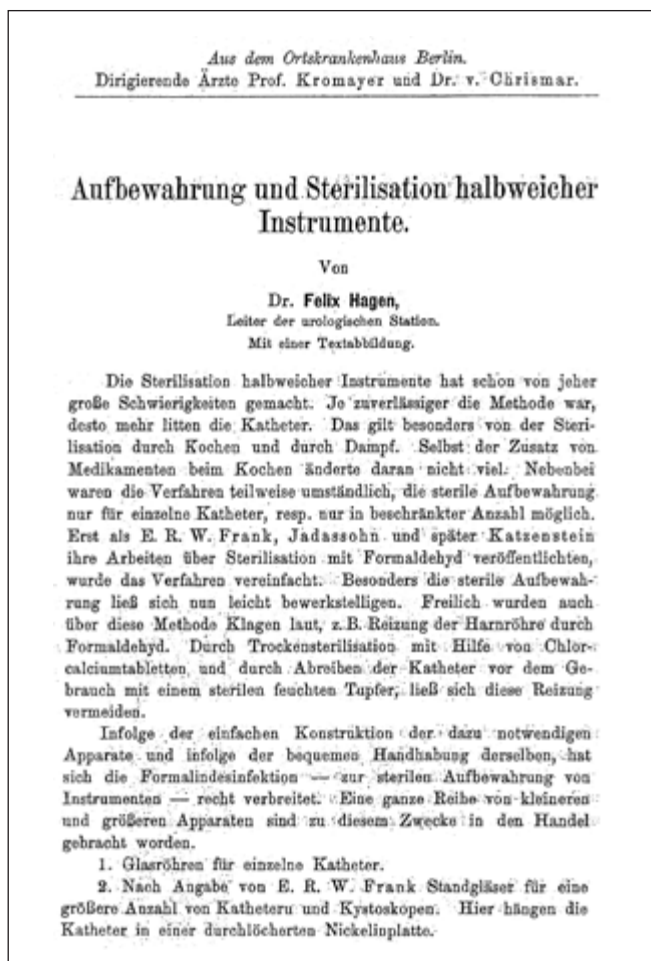 Aus dem Ortskrankenhaus Berlin.
Dirigierende Ärzte Prof. Kromayer und Dr. v. Chrismar.
Aufbewahrung und Sterilisation halbweicher
Instrumente.
Von
Dr. Felix Hagen,
Leiter der urologischen Station.
Mit einer Textabbildung.
Die Sterilisation halbweicher Instrumente hat schon von jeher
große Schwierigkeiten gemacht. Je zuverlässiger die Methode war,
desto mehr litten die Katheter. Das gilt besonders von der Steri-
lisation durch Kochen und durch Dampf. Selbst der Zusatz von
Medikamenten beim Kochen änderte daran nicht viel. Nebenbei
waren die Verfahren teilweise umständlich, die sterile Aufbewahrung
nur für einzelne Katheter, resp. nur in beschränkter Anzahl möglich.
Erst als E. R. W. Frank, Jadassohn und später Katzenstein
ihre Arbeiten über Sterilisation mit Formaldehyd veröffentlichten,
wurde das Verfahren vereinfacht. Besonders die sterile Aufbewah-
rung ließ sich nun leicht bewerkstelligen. Freilich wurden auch
über diese Methode Klagen laut, z. B. Reizung der Harnröhre durch
Formaldehyd. Durch Trockensterilisation mit Hilfe von Chlor-
calciumtabletten und durch Abreiben der Katheter vor dem Ge-
brauch mit einem sterilen feuchten Tupfer, ließ sich diese Reizung
vermeiden.
Infolge der einfachen Konstruktion der dazu notwendigen
Apparate und infolge der bequemen Handhabung derselben, hat
sich die Formalindesinfektion — zur sterilen Aufbewahrung von
Instrumenten — recht verbreitet. Eine ganze Reihe von kleineren
und größeren Apparaten sind zu diesem Zwecke in den Handel
gebracht worden.
1. Glasröhren für einzelne Katheter.
2. Nach Angabe von E. R. W. Frank Standgläser für eine
größere Anzahl von Kathetern und Kystoskopen. Hier hängen die
Katheter in einer durchlöcherten Nickelinplatte.